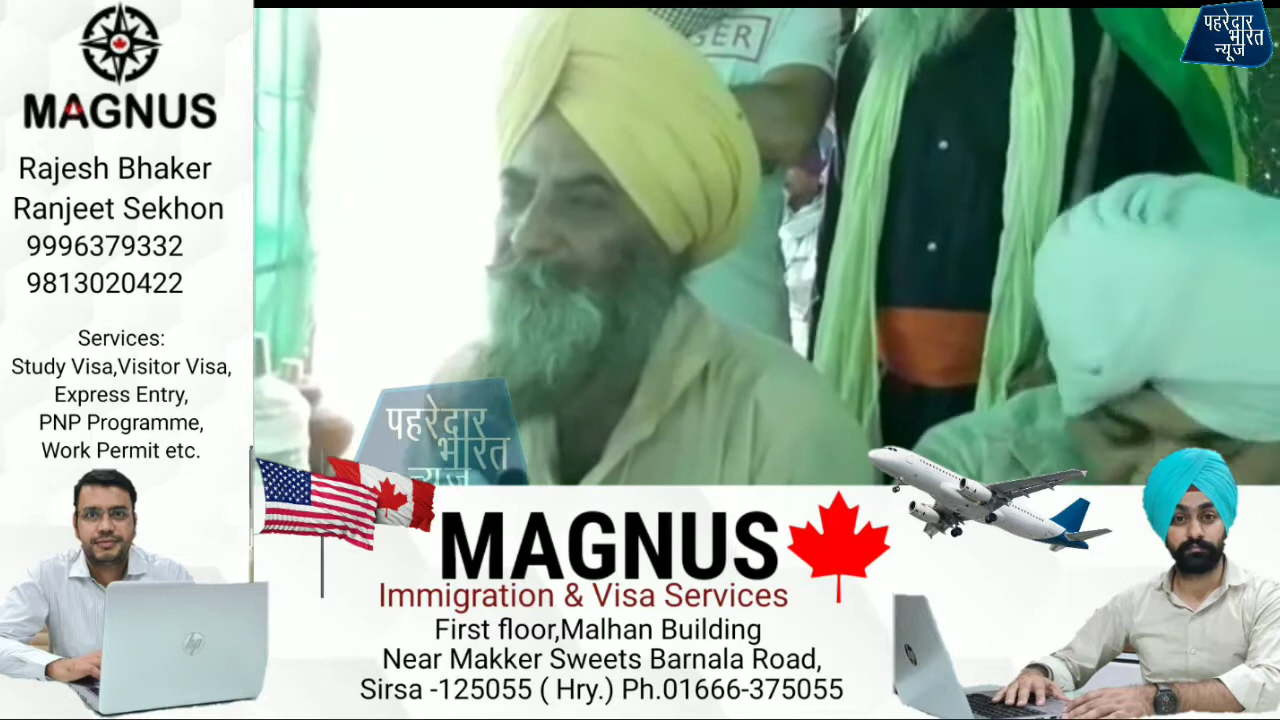 MAGNUS
Rajesh Bhaker
Ranjeet Sekhon
9996379332
9813020422
Services:
Study Visa,Visitor Visa,
Express Entry,
PNP Programme,
Work Permit etc.
पहरेदार
भारत
न्यूज
पहरेदार
भारत
न्यूज
hp
MAGNUS
Immigration & Visa Services
First floor,Malhan Building
Near Makker Sweets Barnala Road,
Sirsa -125055 ( Hry.) Ph.01666-375055